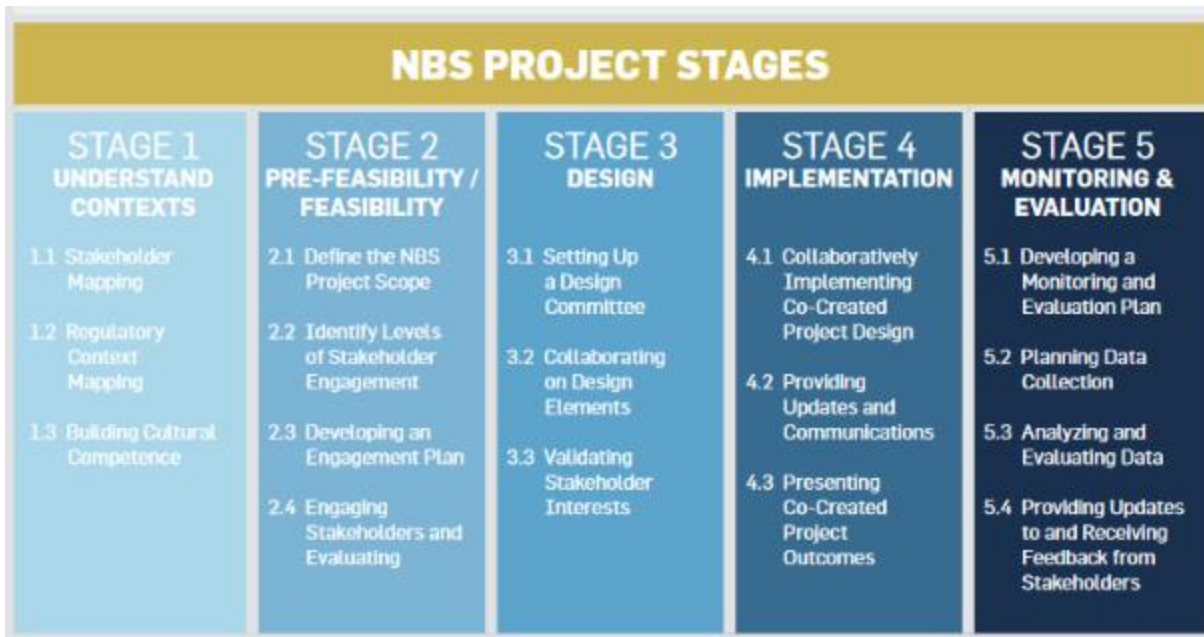 NBS PROJECT STAGES
STAGE 1
UNDERSTAND
CONTEXTS
1.1 Stakeholder
Mapping
1.2 Regulatory
Context
Mapping
1.3 Building Cultural
Competence
STAGE 2
PRE-FEASIBILITY /
FEASIBILITY
2.1 Define the NBS
Project Scope
2.2 Identify Levels
of Stakeholder
Engagement
2.3 Developing an
Engagement Plan
2.4 Engaging
Stakeholders and
Evaluating
STAGE 3
DESIGN
3.1 Setting Up
a Design
Committee
3.2 Collaborating
on Design
Elements
3.3 Validating
Stakeholder
Interests
STAGE 4
IMPLEMENTATION
4.1 Collaboratively
Implementing
Co-Created
Project Design
4.2 Providing
Updates and
Communications
4.3 Presenting
Co-Created
Project
Outcomes
STAGE 5
MONITORING &
EVALUATION
5.1 Developing a
Monitoring and
Evaluation Plan
5.2 Planning Data
Collection
5.3 Analyzing and
Evaluating Data
5.4 Providing Updates
to and Receiving
Feedback from
Stakeholders